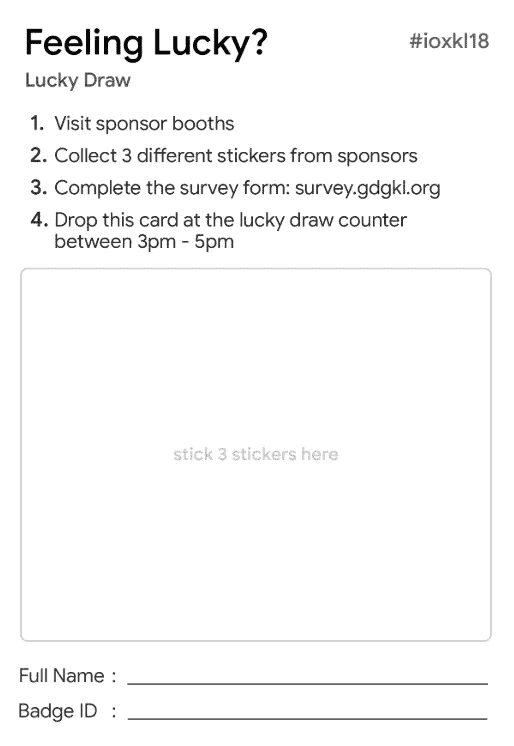 Feeling Lucky?
#ioxkl18
Lucky Draw
1. Visit sponsor booths
2. Collect 3 different stickers from sponsors
3. Complete the survey form: survey.gdgkl.org
4. Drop this card at the lucky draw counter
between 3pm - 5pm
stick 3 stickers here
Full Name :
Badge ID :